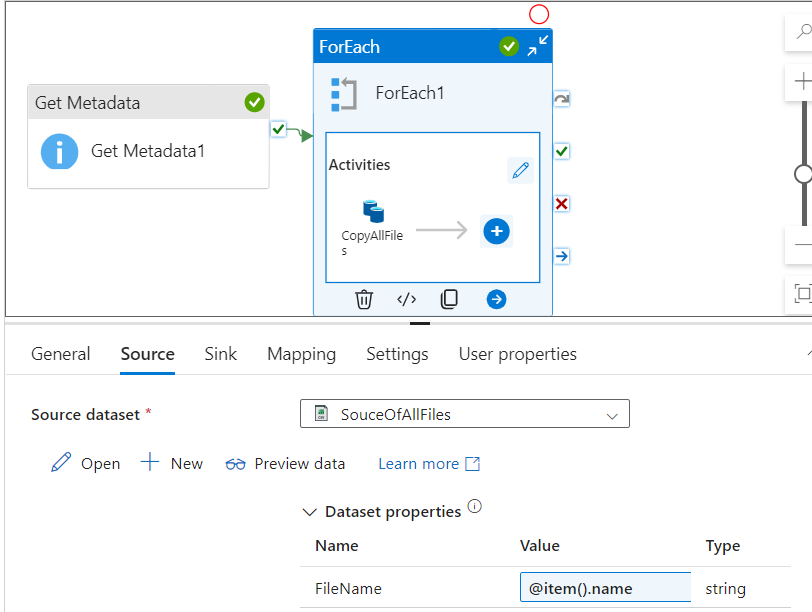 ForEach
Get Metadata
ForEach1
Get Metadata1
Activities
CopyAllFile
s
General Source Sink Mapping Settings User properties
Source dataset * SouceOfAllFiles
Open New Preview data Learn more
Dataset properties
Name Value Type
FileName @item().name string